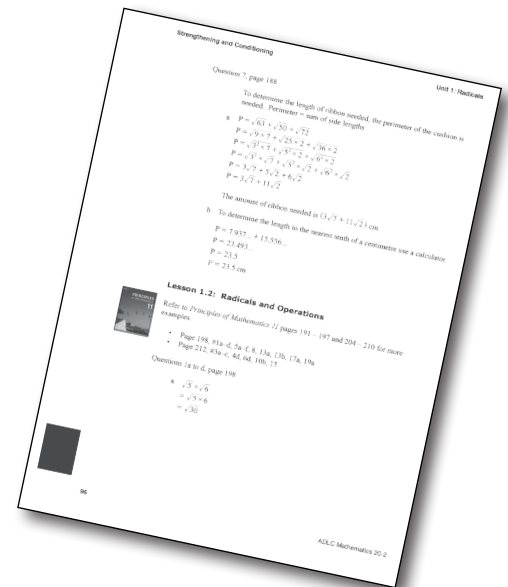 Strengthening and Conditioning
Unit 1: Radicals
Question 7, page 188
To determine the length of ribbon needed, the perimeter of the cushion is
needed. Perimeter = sum of side lengths
a. P = √63 + √50 + √72
P = √9 × 7 + √25 × 2 + √36 × 2
P = √3² × 7 + √5² × 2 + √6² × 2
P = √3² × √7 + √5² × √2 + √6² × √2
P = 3√7 + 5√2 + 6√2
P = 3√7 + 11√2
The amount of ribbon needed is (3√7 + 11√2) cm.
b. To determine the length to the nearest tenth of a centimetre use a calculator.
P = 7.937... + 15.556...
P = 23.493...
P = 23.5
P = 23.5 cm
PRINCIPLES
11
Lesson 1.2: Radicals and Operations
Refer to Principles of Mathematics 11 pages 191 – 197 and 204 – 210 for more
examples.
• Page 198, #1a–d, 5a–f, 8, 13a, 13b, 17a, 19a
• Page 212, #3a–c, 4d, 6d, 10b, 15
Questions 1a to d, page 198
a. √5 × √6
= √5 × 6
= √30
96
ADLC Mathematics 20-2